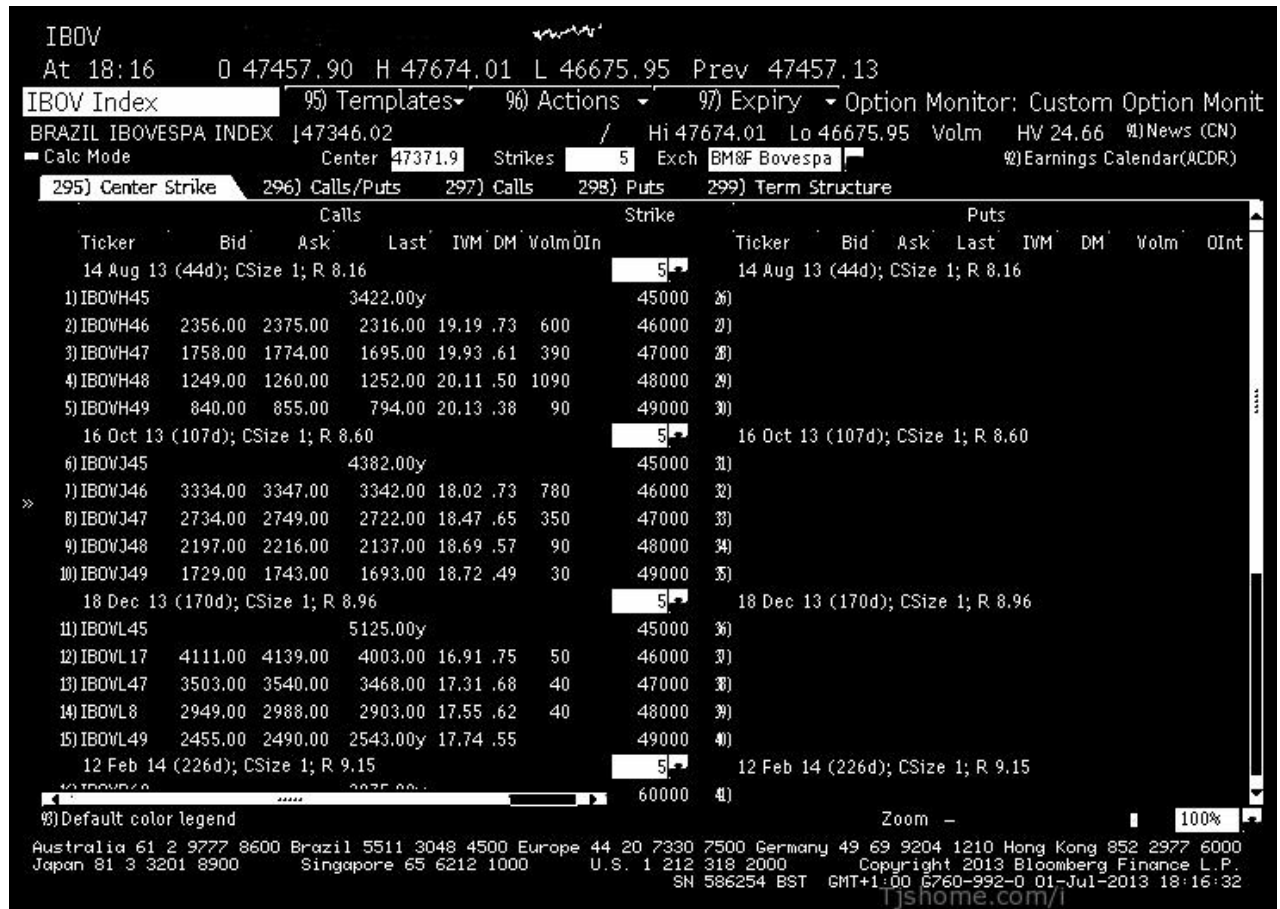 IBOV
At 18:16 O 47457.90 H 47674.01 L 46675.95 Prev 47457.13
IBOV Index 95) Templates 96) Actions 97) Expiry Option Monitor: Custom Option Monit
BRAZIL IBOVESPA INDEX ↓47346.02 / Hi 47674.01 Lo 46675.95 Volm HV 24.66 91) News (CN)
Calc Mode Center 47371.9 Strikes 5 Exch BM&F Bovespa 92) Earnings Calendar(ACDR)
295) Center Strike 296) Calls/Puts 297) Calls 298) Puts 299) Term Structure
Calls Strike Puts
Ticker Bid Ask Last IVM DM Volm OIn Ticker Bid Ask Last IVM DM Volm OInt
14 Aug 13 (44d); CSize 1; R 8.16 5 14 Aug 13 (44d); CSize 1; R 8.16
1) IBOVH45 3422.00y 45000 26)
2) IBOVH46 2356.00 2375.00 2316.00 19.19 .73 600 46000 27)
3) IBOVH47 1758.00 1774.00 1695.00 19.93 .61 390 47000 28)
4) IBOVH48 1249.00 1260.00 1252.00 20.11 .50 1090 48000 29)
5) IBOVH49 840.00 855.00 794.00 20.13 .38 90 49000 30)
16 Oct 13 (107d); CSize 1; R 8.60 5 16 Oct 13 (107d); CSize 1; R 8.60
6) IBOVJ45 4382.00y 45000 31)
7) IBOVJ46 3334.00 3347.00 3342.00 18.02 .73 780 46000 32)
8) IBOVJ47 2734.00 2749.00 2722.00 18.47 .65 350 47000 33)
9) IBOVJ48 2197.00 2216.00 2137.00 18.69 .57 90 48000 34)
10) IBOVJ49 1729.00 1743.00 1693.00 18.72 .49 30 49000 35)
18 Dec 13 (170d); CSize 1; R 8.96 5 18 Dec 13 (170d); CSize 1; R 8.96
11) IBOVL45 5125.00y 45000 36)
12) IBOVL17 4111.00 4139.00 4003.00 16.91 .75 50 46000 37)
13) IBOVL47 3503.00 3540.00 3468.00 17.31 .68 40 47000 38)
14) IBOVL8 2949.00 2988.00 2903.00 17.55 .62 40 48000 39)
15) IBOVL49 2455.00 2490.00 2543.00y 17.74 .55 49000 40)
12 Feb 14 (226d); CSize 1; R 9.15 5 12 Feb 14 (226d); CSize 1; R 9.15
60000 41)
93) Default color legend Zoom 100%
Australia 61 2 9777 8600 Brazil 5511 3048 4500 Europe 44 20 7330 7500 Germany 49 69 9204 1210 Hong Kong 852 2977 6000
Japan 81 3 3201 8900 Singapore 65 6212 1000 U.S. 1 212 318 2000 Copyright 2013 Bloomberg Finance L.P.
SN 586254 BST GMT+1:00 G760-992-0 01-Jul-2013 18:16:32
Tjshome.com/i